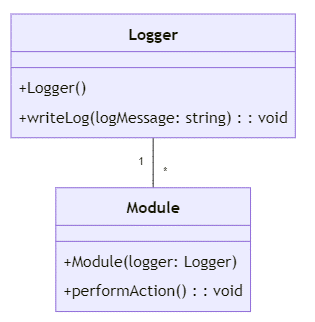 Logger
+Logger()
+writeLog(logMessage: string) : : void
1
*
Module
+Module(logger: Logger)
+performAction() : : void